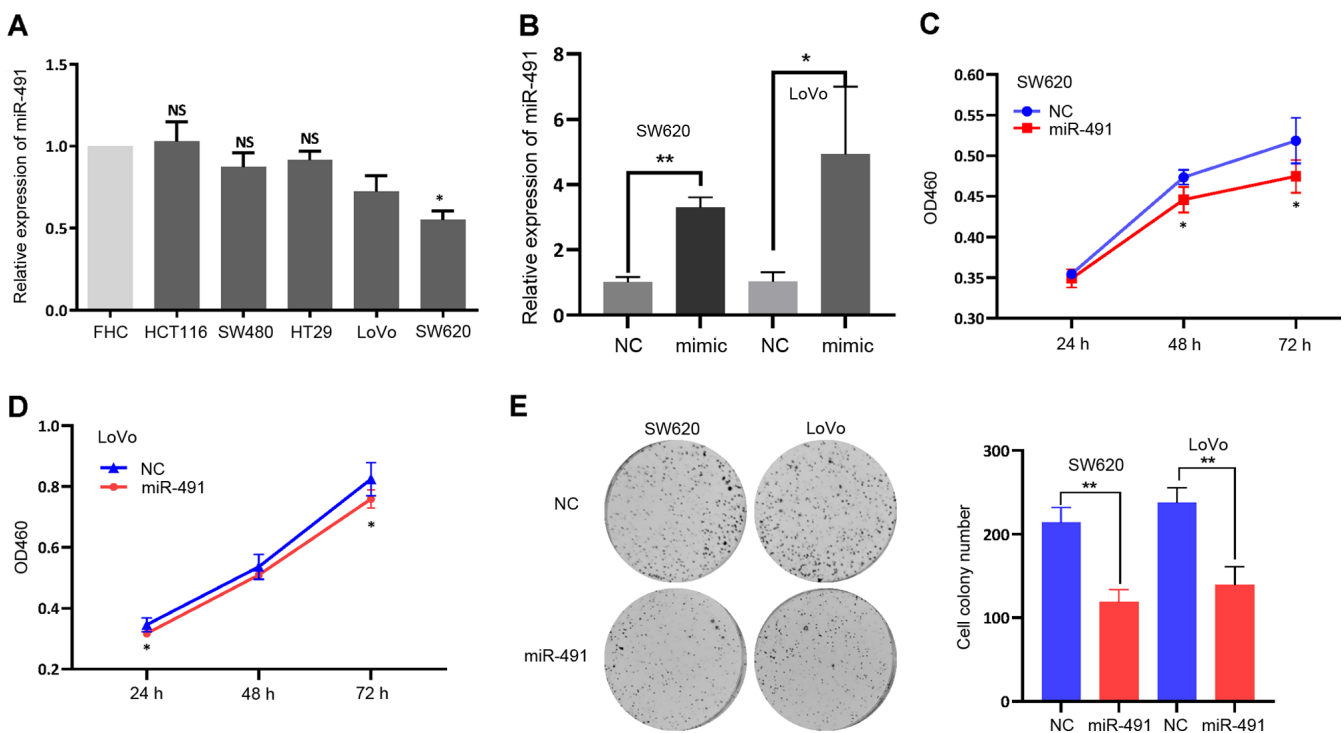 A
Relative expression of miR-491
1.5
1.0
0.5
0.0
NS
NS
NS
*
FHC HCT116 SW480 HT29 LoVo SW620
B
Relative expression of miR-491
8
6
4
2
0
SW620
**
LoVo
*
NC mimic NC mimic
C
OD460
0.60
0.55
0.50
0.45
0.40
0.35
0.30
SW620
NC
miR-491
*
*
24 h 48 h 72 h
D
OD460
1.0
0.8
0.6
0.4
0.2
LoVo
NC
miR-491
*
*
24 h 48 h 72 h
E
SW620 LoVo
NC
miR-491
Cell colony number
300
200
100
0
SW620
**
LoVo
**
NC miR-491 NC miR-491